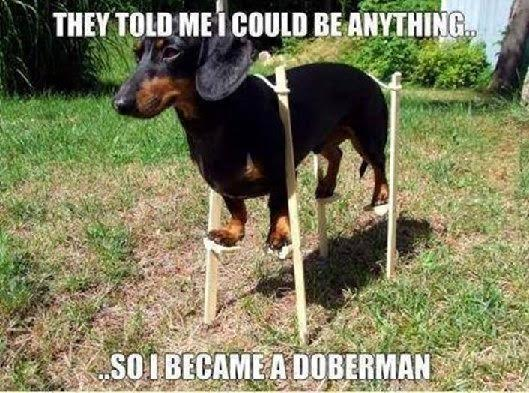 THEY TOLD ME I COULD BE ANYTHING..
..SO I BECAME A DOBERMAN